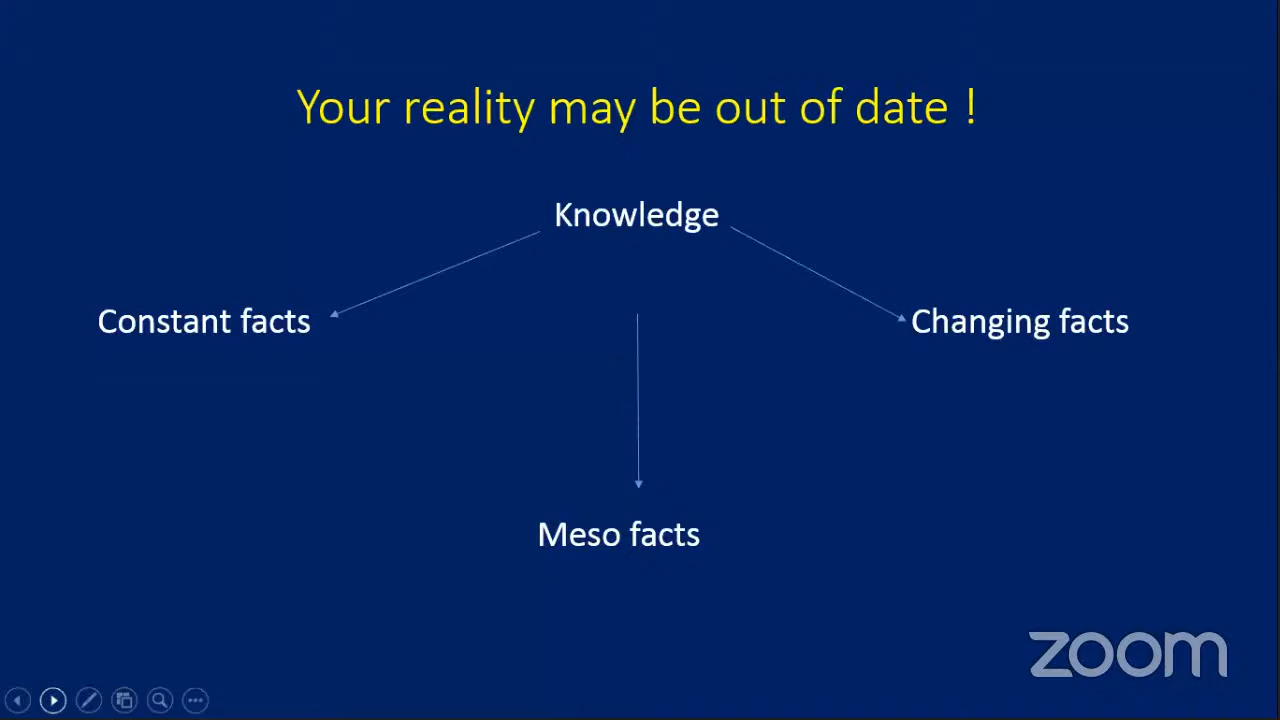 Your reality may be out of date !
Knowledge
Constant facts
Changing facts
Meso facts
zoom